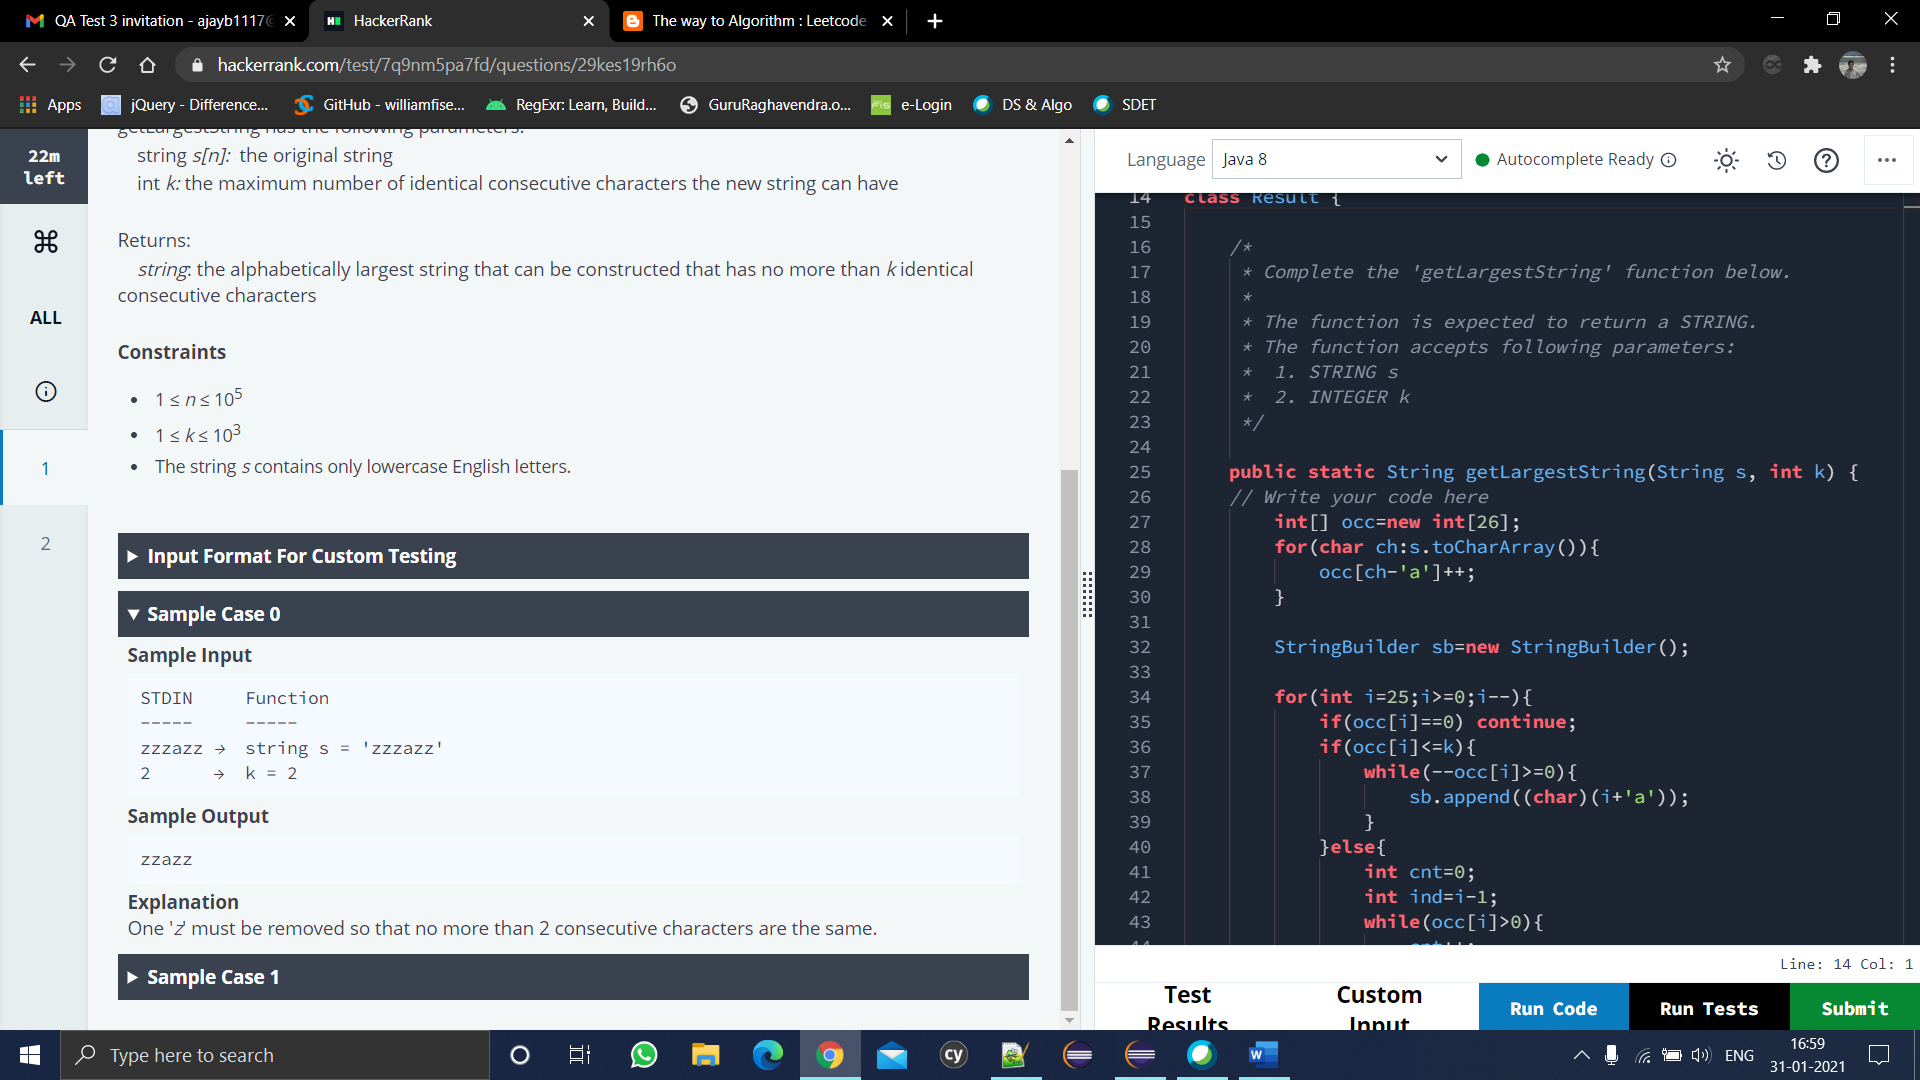 QA Test 3 invitation - ajayb1117@
HackerRank
The way to Algorithm : Leetcode
hackerrank.com/test/7q9nm5pa7fd/questions/29kes19rh6o
Apps
jQuery - Difference...
GitHub - williamfise...
RegExr: Learn, Build...
GuruRaghavendra.o...
e-Login
DS & Algo
SDET
22m
left
ALL
1
2
getLargestString has the following parameters:
string s[n]: the original string
int k: the maximum number of identical consecutive characters the new string can have
Returns:
string: the alphabetically largest string that can be constructed that has no more than k identical
consecutive characters
Constraints
• 1 ≤ n ≤ 10^5
• 1 ≤ k ≤ 10^3
• The string s contains only lowercase English letters.
▶ Input Format For Custom Testing
▼ Sample Case 0
Sample Input
STDIN Function
----- -----
zzzazz → string s = 'zzzazz'
2 → k = 2
Sample Output
zzazz
Explanation
One 'z' must be removed so that no more than 2 consecutive characters are the same.
▶ Sample Case 1
Language Java 8 Autocomplete Ready
14 class Result {
15
16 /*
17 * Complete the 'getLargestString' function below.
18 *
19 * The function is expected to return a STRING.
20 * The function accepts following parameters:
21 * 1. STRING s
22 * 2. INTEGER k
23 */
24
25 public static String getLargestString(String s, int k) {
26 // Write your code here
27 int[] occ=new int[26];
28 for(char ch:s.toCharArray()){
29 occ[ch-'a']++;
30 }
31
32 StringBuilder sb=new StringBuilder();
33
34 for(int i=25;i>=0;i--){
35 if(occ[i]==0) continue;
36 if(occ[i]<=k){
37 while(--occ[i]>=0){
38 sb.append((char)(i+'a'));
39 }
40 }else{
41 int cnt=0;
42 int ind=i-1;
43 while(occ[i]>0){
Line: 14 Col: 1
Test
Results
Custom
Input
Run Code
Run Tests
Submit
Type here to search
cy
ENG
16:59
31-01-2021